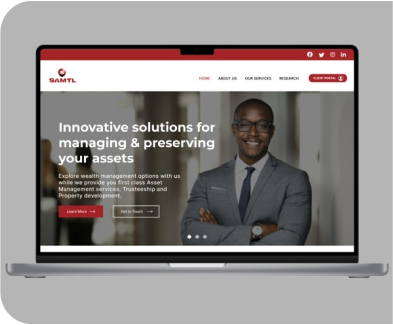 SAMTL
HOME ABOUT US OUR SERVICES RESEARCH CLIENT PORTAL
Innovative solutions for
managing & preserving
your assets
Explore wealth management options with us
while we provide you first class Asset
Management services, Trusteeship and
Property development.
Learn More Get in Touch